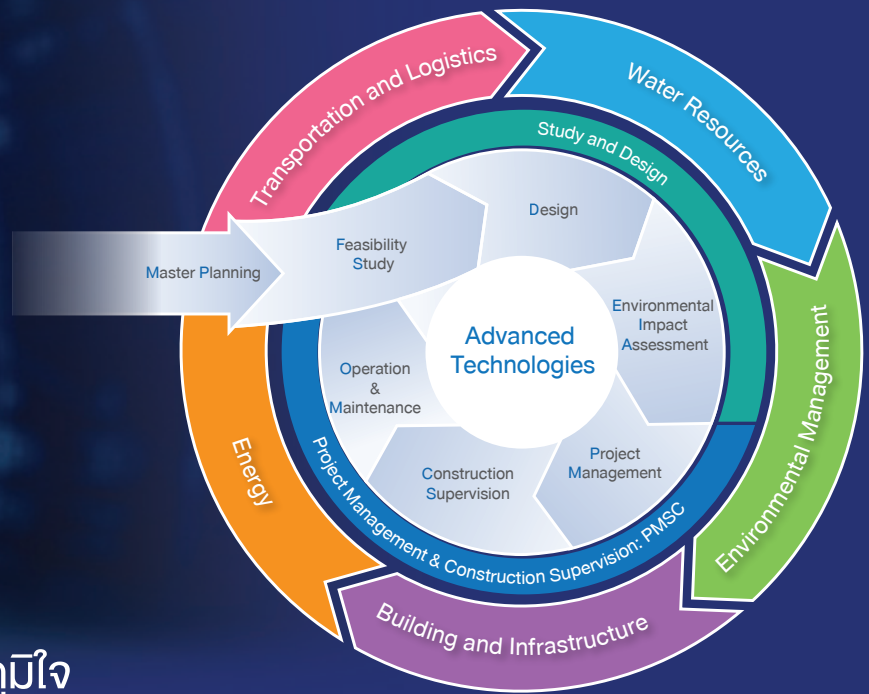 Transportation and Logistics
Water Resources
Study and Design
Design
Feasibility
Study
Master Planning
Environmental
Impact
Assessment
Advanced
Technologies
Operation
&
Maintenance
Project
Management
Construction
Supervision
Environmental Management
Energy
Project Management & Construction Supervision: PMSC
Building and Infrastructure